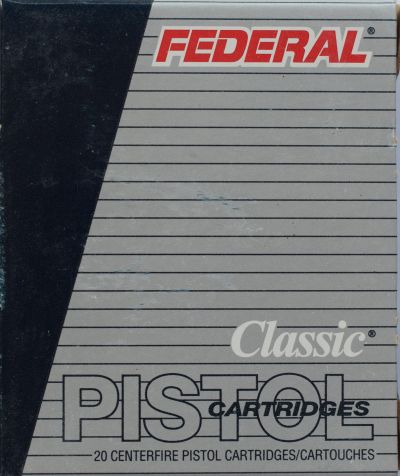 FEDERAL®
Classic®
PISTOL
CARTRIDGES
20 CENTERFIRE PISTOL CARTRIDGES/CARTOUCHES